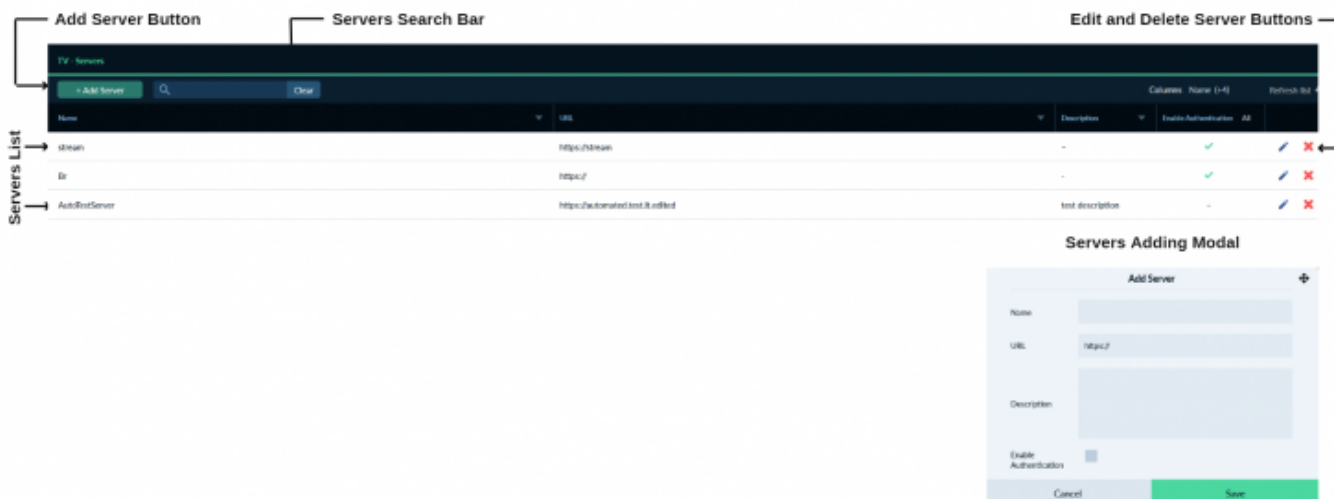 Add Server Button
Servers Search Bar
Edit and Delete Server Buttons
TV - Servers
+ Add Server
Clear
Columns Name (+4)
Refresh list
Name URL Description Enable Authentication All
Servers List
stream https://stream -
Br https:// -
AutoTestServer https://automated.test.lt.edited test description -
Servers Adding Modal
Add Server
Name
URL https://
Description
Enable
Authentication
Cancel Save